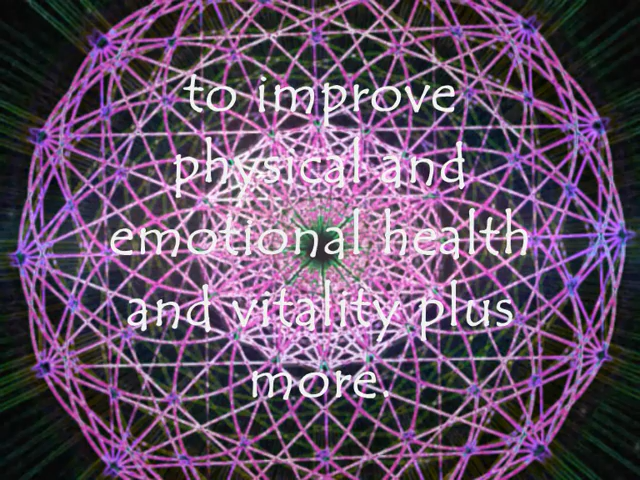 to improve
physical and
emotional health
and vitality plus
more.